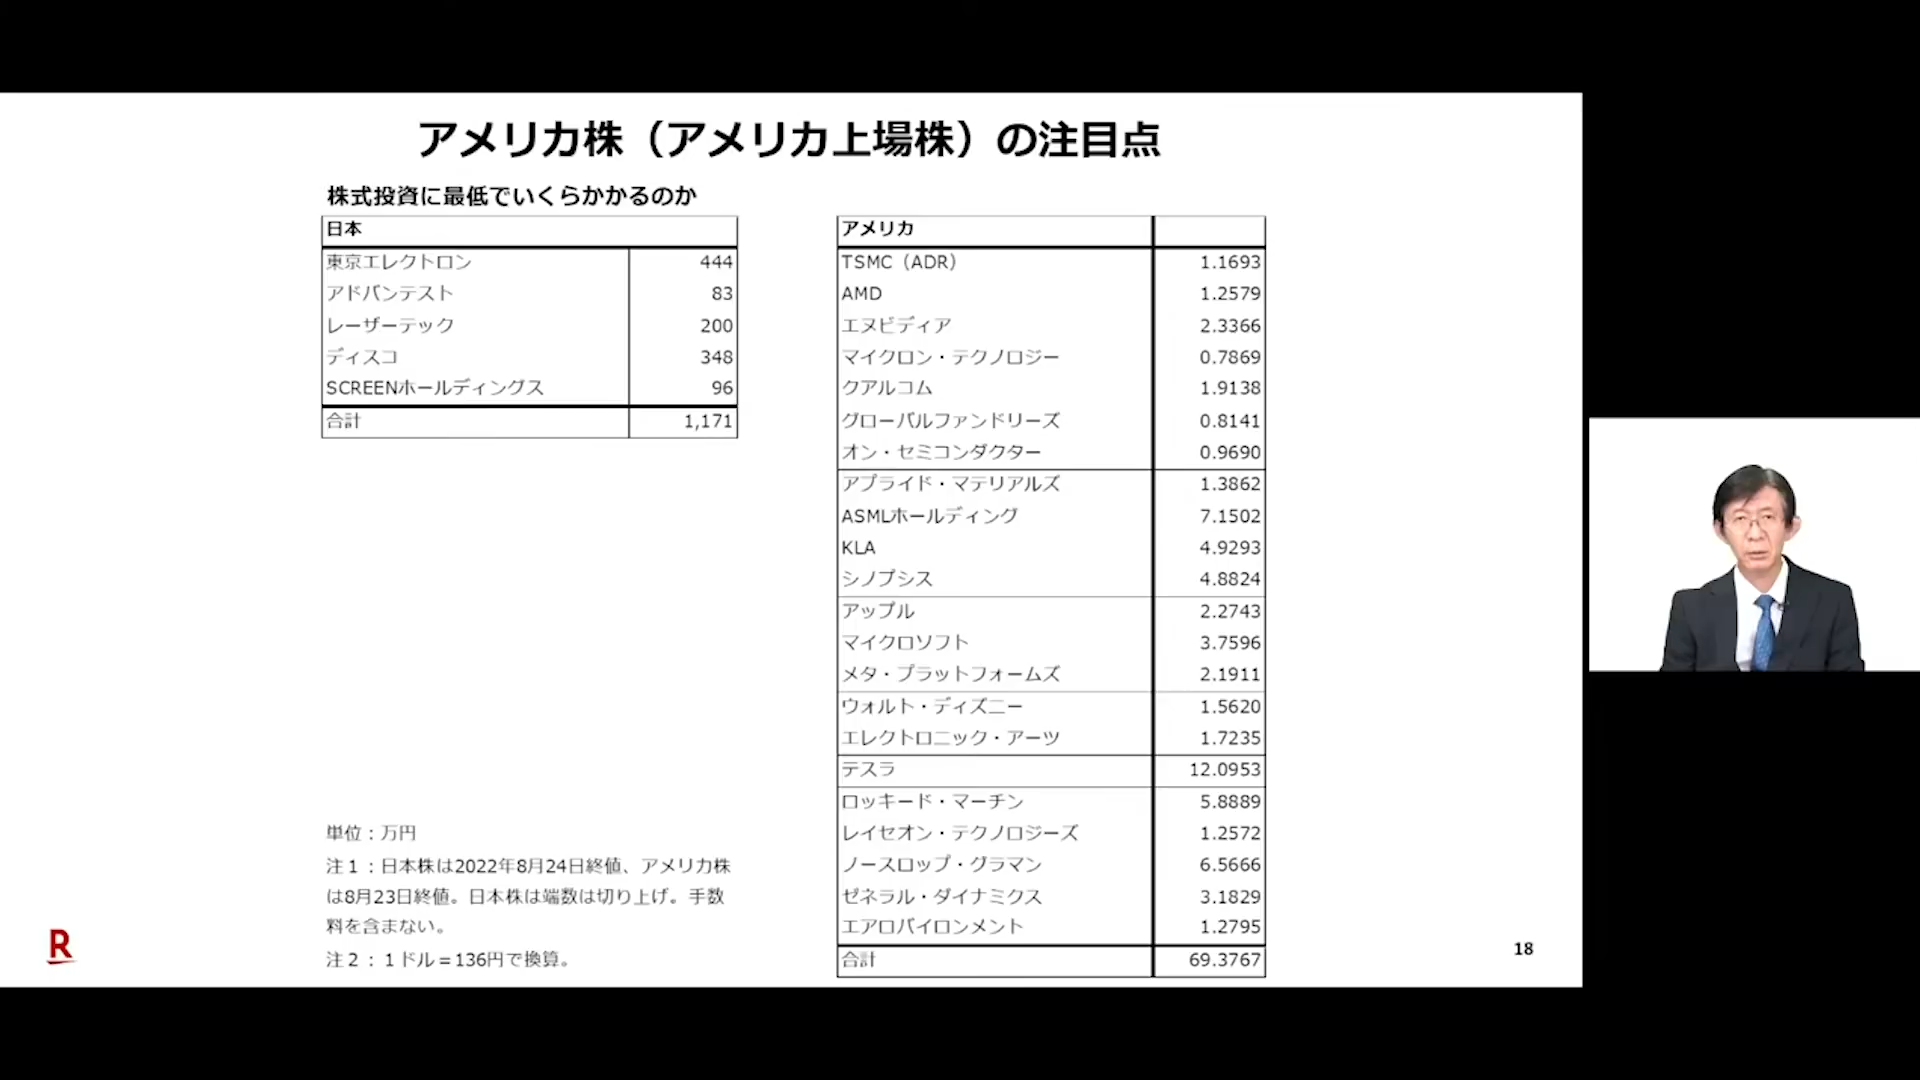 アメリカ株（アメリカ上場株）の注目点
株式投資に最低でいくらかかるのか
日本
東京エレクトロン 444
アドバンテスト 83
レーザーテック 200
ディスコ 348
SCREENホールディングス 96
合計 1,171
アメリカ
TSMC（ADR） 1.1693
AMD 1.2579
エヌビディア 2.3366
マイクロン・テクノロジー 0.7869
クアルコム 1.9138
グローバルファンドリーズ 0.8141
オン・セミコンダクター 0.9690
アプライド・マテリアルズ 1.3862
ASMLホールディング 7.1502
KLA 4.9293
シノプシス 4.8824
アップル 2.2743
マイクロソフト 3.7596
メタ・プラットフォームズ 2.1911
ウォルト・ディズニー 1.5620
エレクトロニック・アーツ 1.7235
テスラ 12.0953
ロッキード・マーチン 5.8889
レイセオン・テクノロジーズ 1.2572
ノースロップ・グラマン 6.5666
ゼネラル・ダイナミクス 3.1829
エアロバイロンメント 1.2795
合計 69.3767
単位：万円
注１：日本株は2022年8月24日終値、アメリカ株
は8月23日終値。日本株は端数は切り上げ。手数
料を含まない。
注２：１ドル＝136円で換算。
R
18